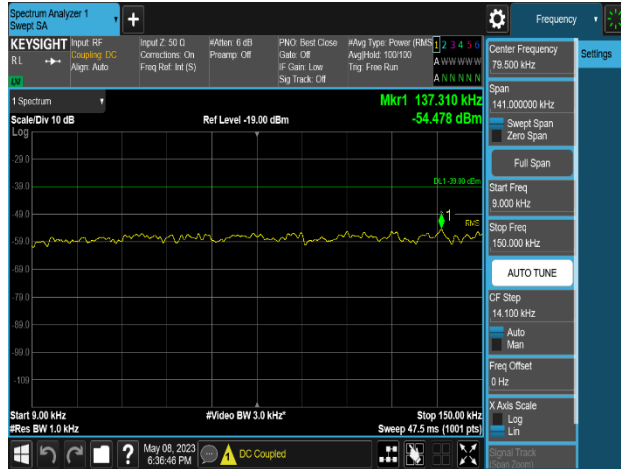 Spectrum Analyzer 1
Swept SA
+
Frequency
KEYSIGHT
RL
Input: RF
Coupling: DC
Align: Auto
Input Z: 50 Ω
Corrections: On
Freq Ref: Int (S)
#Atten: 6 dB
Preamp: Off
PNO: Best Close
Gate: Off
IF Gain: Low
Sig Track: Off
#Avg Type: Power (RMS
Avg|Hold: 100/100
Trig: Free Run
1 2 3 4 5 6
A W W W W W
A N N N N N
Center Frequency
79.500 kHz
Settings
Span
141.000000 kHz
Swept Span
Zero Span
Full Span
Start Freq
9.000 kHz
Stop Freq
150.000 kHz
AUTO TUNE
CF Step
14.100 kHz
Auto
Man
Freq Offset
0 Hz
X Axis Scale
Log
Lin
Signal Track
(Span Zoom)
1 Spectrum
Scale/Div 10 dB
Ref Level -19.00 dBm
Mkr1 137.310 kHz
-54.478 dBm
Log
-29.0
DL1 -39.00 dBm
-39.0
-49.0
1
RMS
-59.0
-69.0
-79.0
-89.0
-99.0
-109
Start 9.00 kHz
#Video BW 3.0 kHz*
Stop 150.00 kHz
#Res BW 1.0 kHz
Sweep 47.5 ms (1001 pts)
?
May 08, 2023
6:36:46 PM
DC Coupled